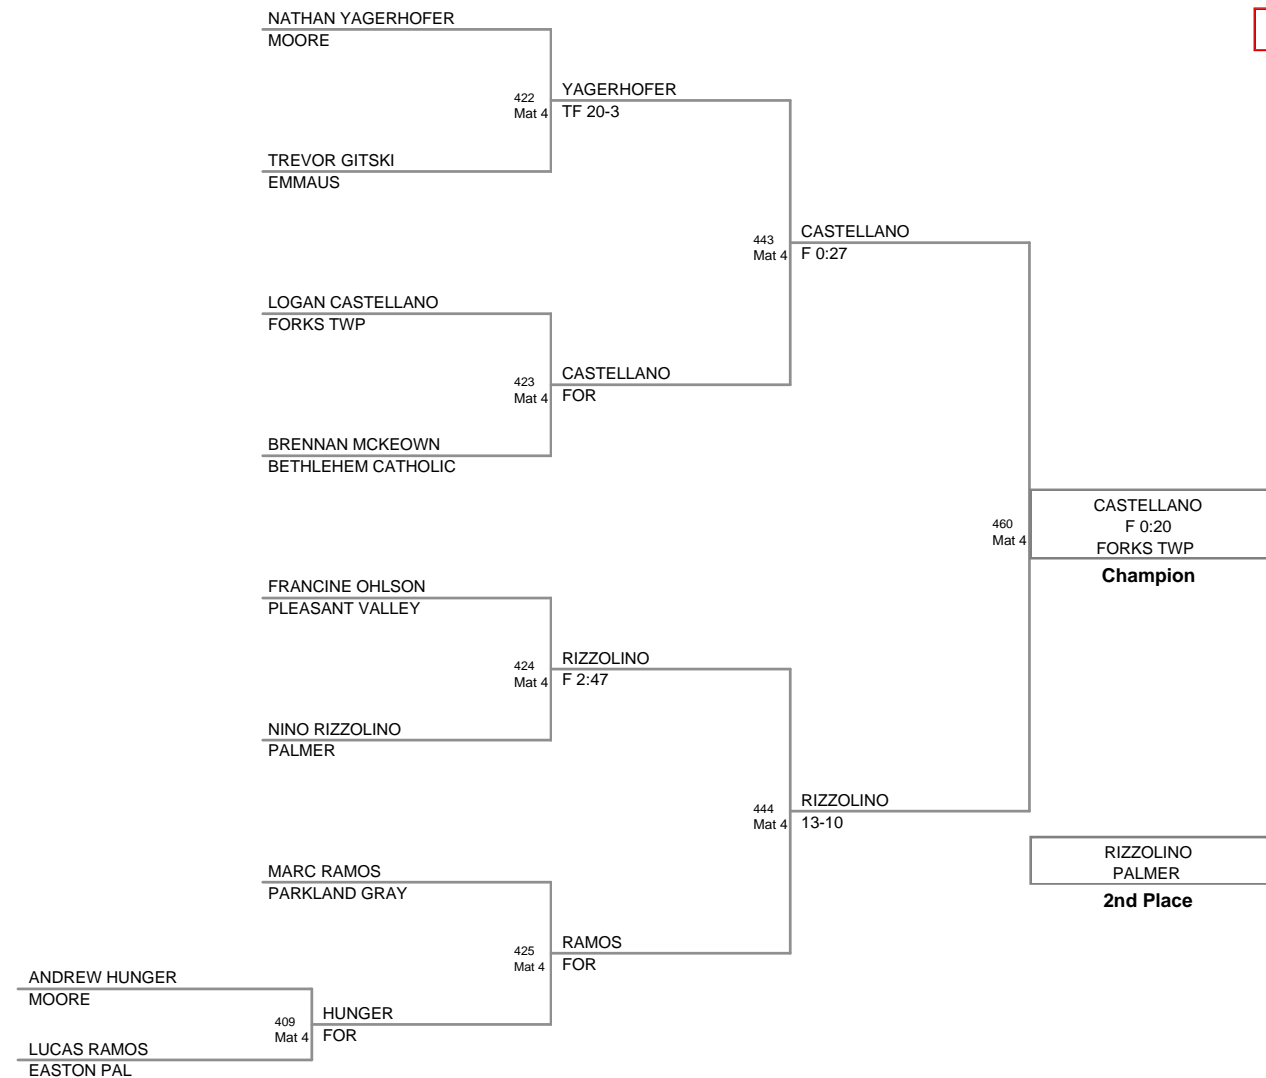 NATHAN YAGERHOFER
MOORE
422
Mat 4
YAGERHOFER
TF 20-3
TREVOR GITSKI
EMMAUS
443
Mat 4
CASTELLANO
F 0:27
LOGAN CASTELLANO
FORKS TWP
423
Mat 4
CASTELLANO
FOR
BRENNAN MCKEOWN
BETHLEHEM CATHOLIC
460
Mat 4
CASTELLANO
F 0:20
FORKS TWP
Champion
FRANCINE OHLSON
PLEASANT VALLEY
424
Mat 4
RIZZOLINO
F 2:47
NINO RIZZOLINO
PALMER
444
Mat 4
RIZZOLINO
13-10
RIZZOLINO
PALMER
2nd Place
MARC RAMOS
PARKLAND GRAY
425
Mat 4
RAMOS
FOR
ANDREW HUNGER
MOORE
409
Mat 4
HUNGER
FOR
LUCAS RAMOS
EASTON PAL